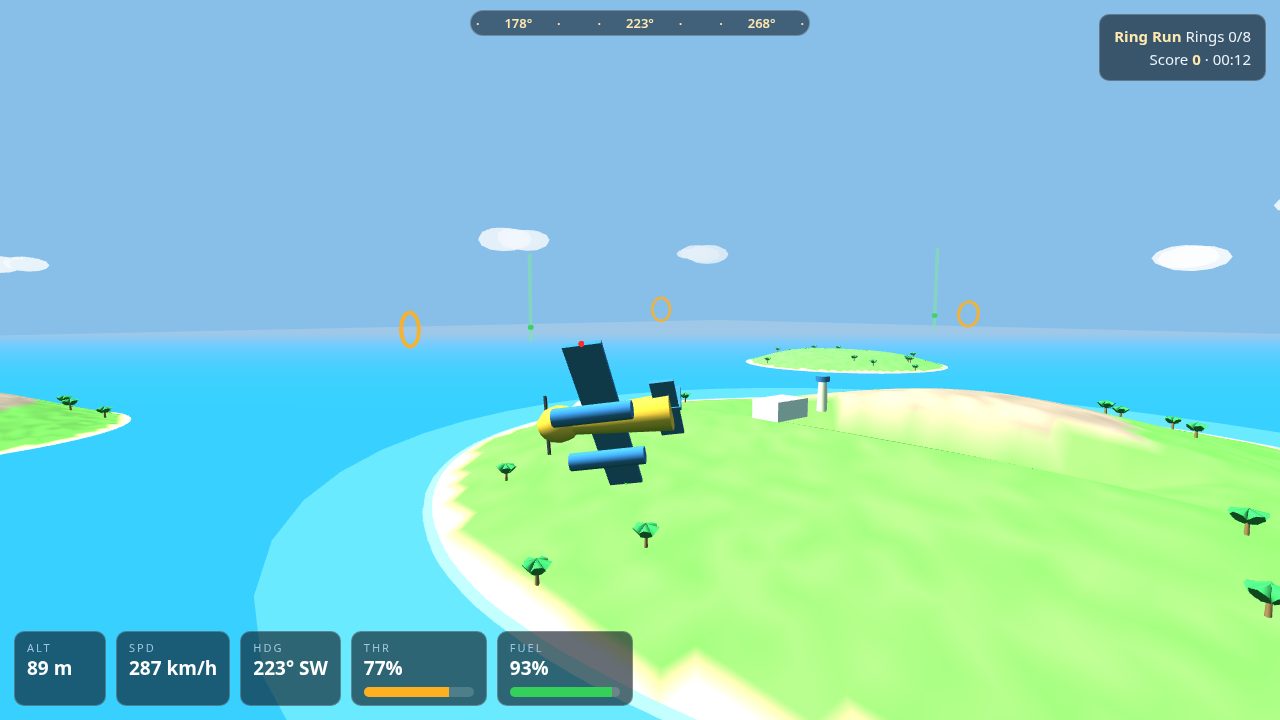 · 178° · · 223° · · 268° ·
Ring Run Rings 0/8
Score 0 · 00:12
ALT
89 m
SPD
287 km/h
HDG
223° SW
THR
77%
FUEL
93%